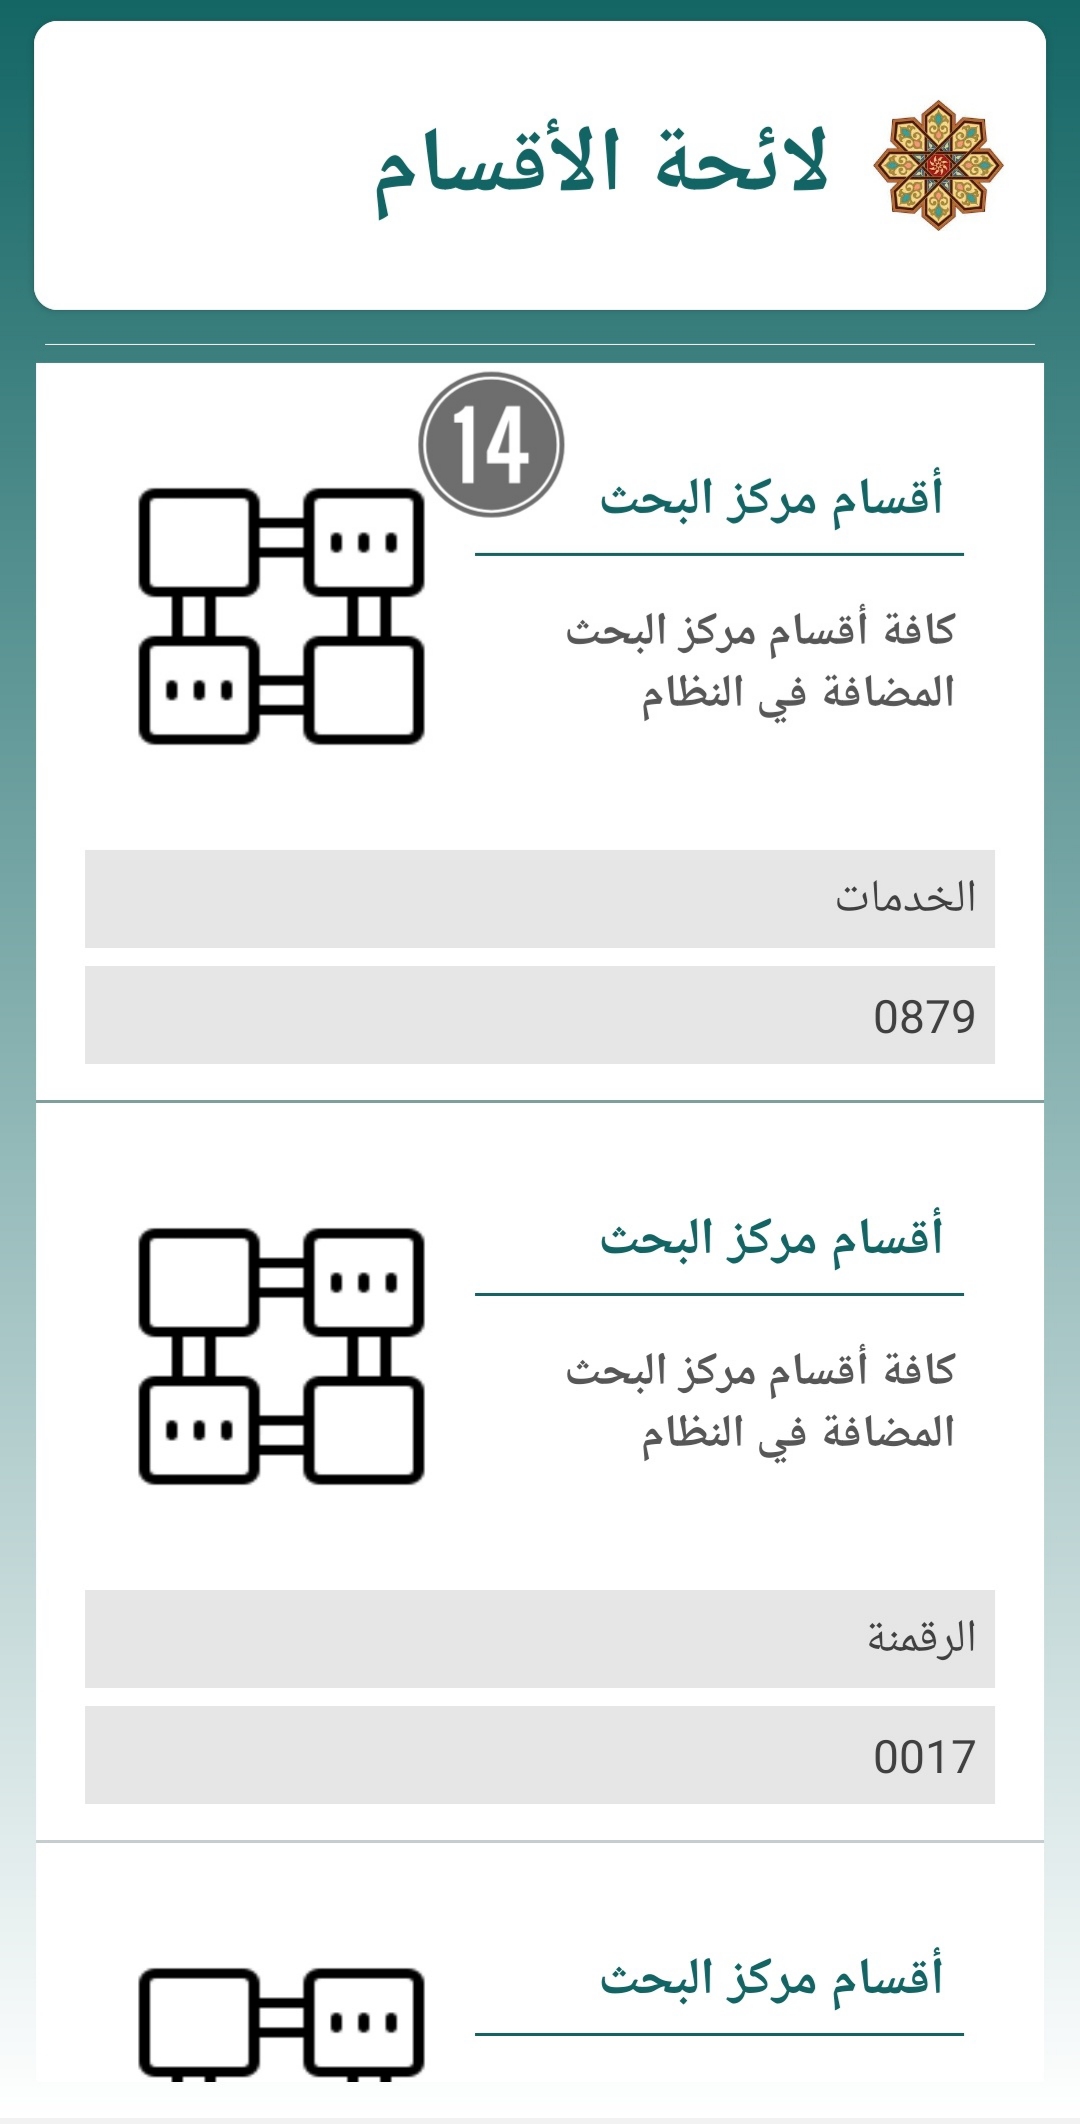 لائحة الأقسام
14
أقسام مركز البحث
كافة أقسام مركز البحث
المضافة في النظام
الخدمات
0879
أقسام مركز البحث
كافة أقسام مركز البحث
المضافة في النظام
الرقمنة
0017
أقسام مركز البحث